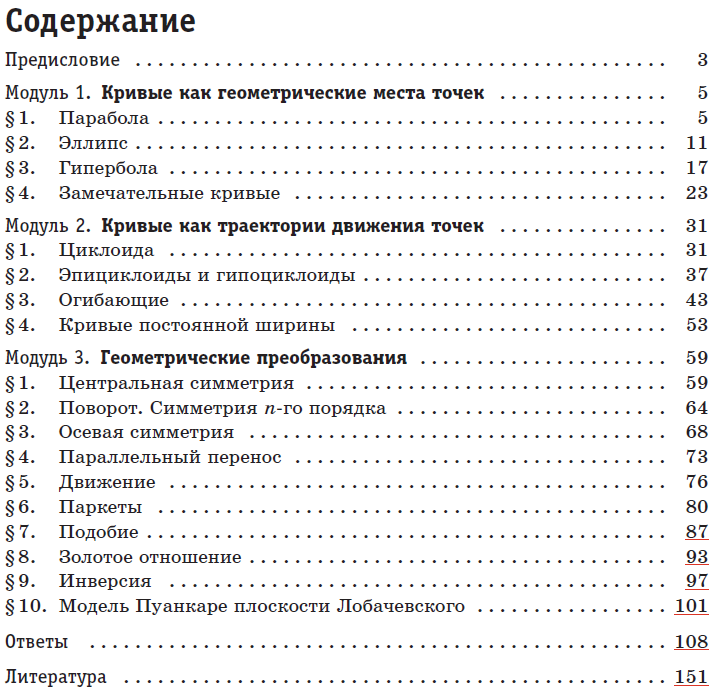 Содержание
Предисловие . . . . . . . . . . . . . . . . . . . . . . . . . . . . . . . . . . . . . . . . 3
Модуль 1. Кривые как геометрические места точек . . . . . . . . . . . . . . . 5
§ 1. Парабола . . . . . . . . . . . . . . . . . . . . . . . . . . . . . . . . . . . . . . 5
§ 2. Эллипс . . . . . . . . . . . . . . . . . . . . . . . . . . . . . . . . . . . . . . . 11
§ 3. Гипербола . . . . . . . . . . . . . . . . . . . . . . . . . . . . . . . . . . . . . 17
§ 4. Замечательные кривые . . . . . . . . . . . . . . . . . . . . . . . . . . . . 23
Модуль 2. Кривые как траектории движения точек . . . . . . . . . . . . . . . 31
§ 1. Циклоида . . . . . . . . . . . . . . . . . . . . . . . . . . . . . . . . . . . . . 31
§ 2. Эпициклоиды и гипоциклоиды . . . . . . . . . . . . . . . . . . . . . . . 37
§ 3. Огибающие . . . . . . . . . . . . . . . . . . . . . . . . . . . . . . . . . . . . 43
§ 4. Кривые постоянной ширины . . . . . . . . . . . . . . . . . . . . . . . . 53
Модудь 3. Геометрические преобразования . . . . . . . . . . . . . . . . . . . 59
§ 1. Центральная симметрия . . . . . . . . . . . . . . . . . . . . . . . . . . . 59
§ 2. Поворот. Симметрия n-го порядка . . . . . . . . . . . . . . . . . . . . 64
§ 3. Осевая симметрия . . . . . . . . . . . . . . . . . . . . . . . . . . . . . . . 68
§ 4. Параллельный перенос . . . . . . . . . . . . . . . . . . . . . . . . . . . . 73
§ 5. Движение . . . . . . . . . . . . . . . . . . . . . . . . . . . . . . . . . . . . . 76
§ 6. Паркеты . . . . . . . . . . . . . . . . . . . . . . . . . . . . . . . . . . . . . . 80
§ 7. Подобие . . . . . . . . . . . . . . . . . . . . . . . . . . . . . . . . . . . . . . 87
§ 8. Золотое отношение . . . . . . . . . . . . . . . . . . . . . . . . . . . . . . . 93
§ 9. Инверсия . . . . . . . . . . . . . . . . . . . . . . . . . . . . . . . . . . . . . 97
§ 10. Модель Пуанкаре плоскости Лобачевского . . . . . . . . . . . . . . 101
Ответы . . . . . . . . . . . . . . . . . . . . . . . . . . . . . . . . . . . . . . . . . . 108
Литература . . . . . . . . . . . . . . . . . . . . . . . . . . . . . . . . . . . . . . . 151